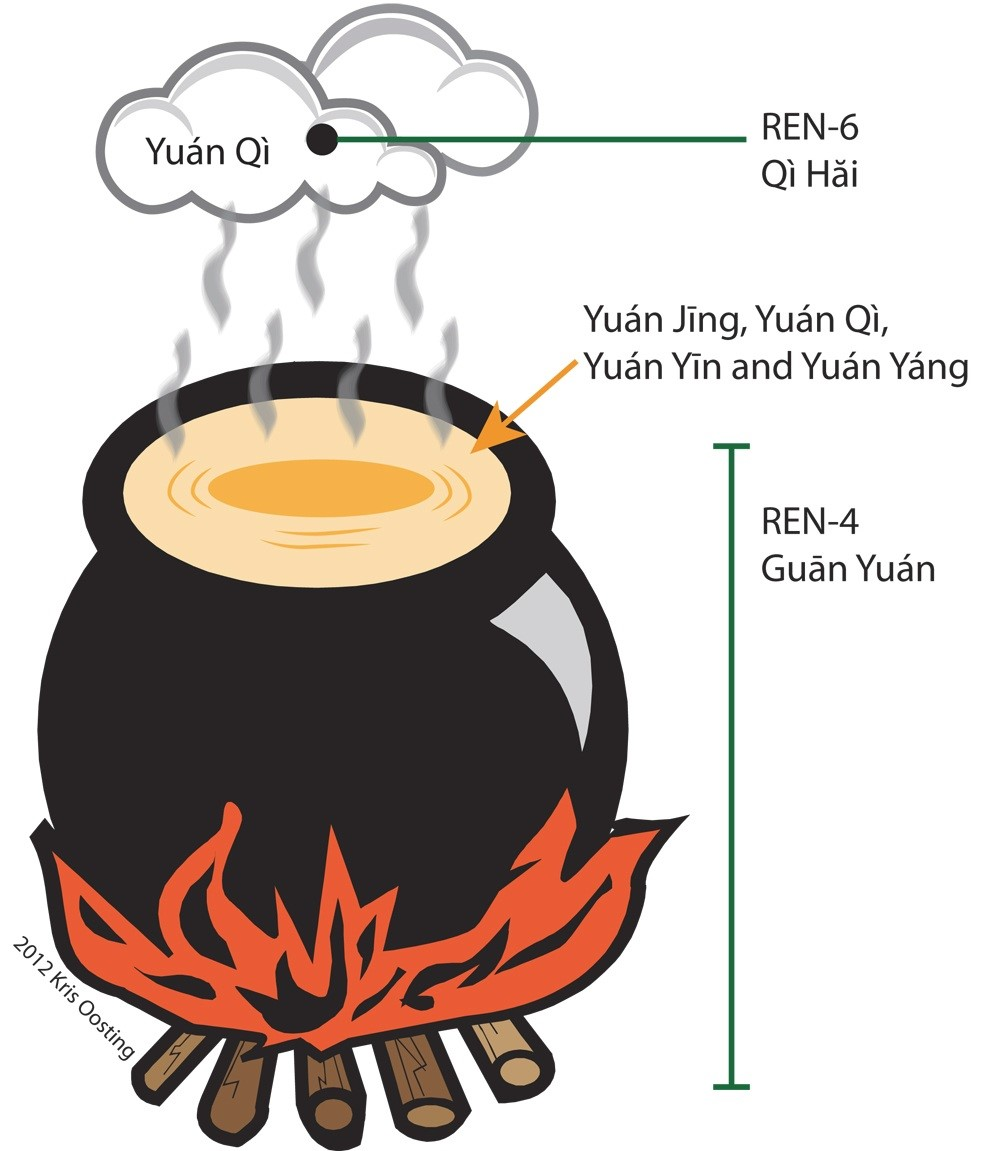 Yuán Qì
REN-6
Qì Hăi
Yuán Jīng, Yuán Qì,
Yuán Yīn and Yuán Yáng
REN-4
Guān Yuán
2012 Kris Oosting